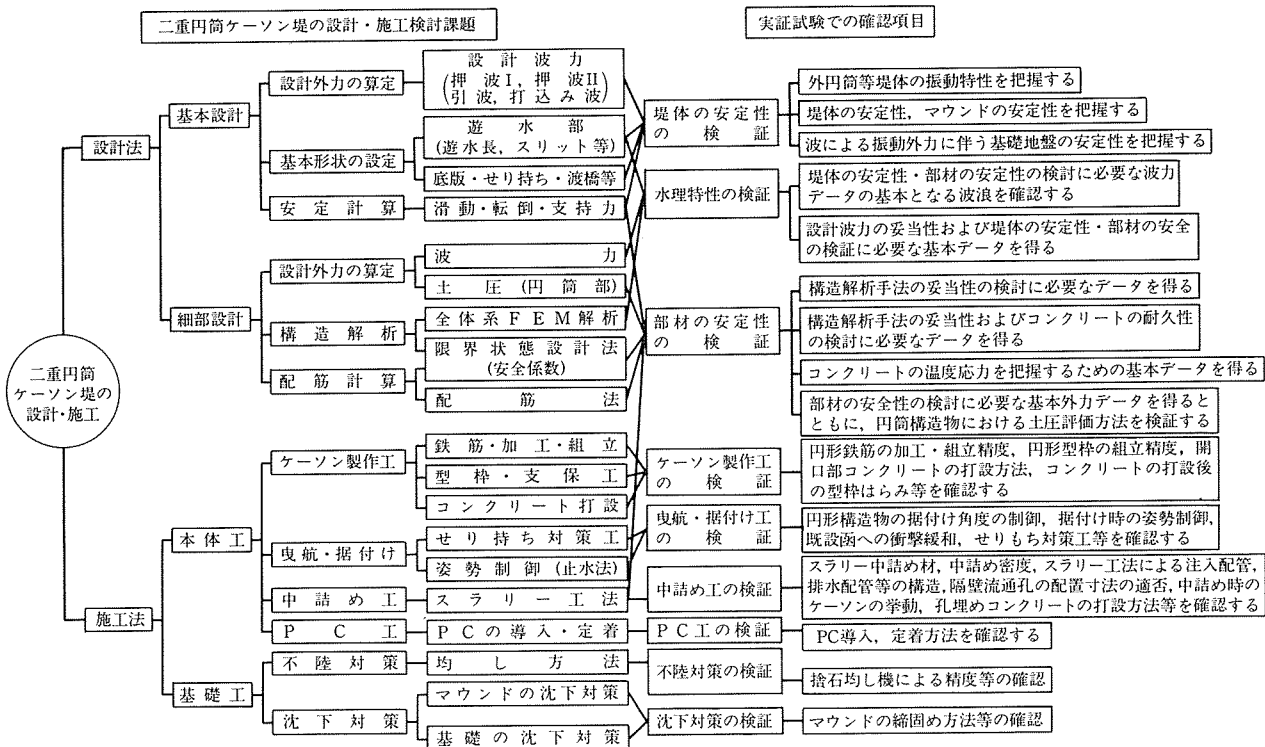 二重円筒ケーソン堤の設計・施工検討課題
実証試験での確認項目
二重円筒
ケーソン堤の
設計・施工
設計法
施工法
基本設計
細部設計
本体工
基礎工
設計外力の算定
基本形状の設定
安定計算
設計外力の算定
構造解析
配筋計算
ケーソン製作工
曳航・据付け
中詰め工
PC工
不陸対策
沈下対策
設計波力
(押波I,押波II)
(引波,打込み波)
遊水部
(遊水長,スリット等)
底版・せり持ち・渡橋等
滑動・転倒・支持力
波力
土圧(円筒部)
全体系FEM解析
限界状態設計法
(安全係数)
配筋法
鉄筋・加工・組立
型枠・支保工
コンクリート打設
せり持ち対策工
姿勢制御(止水法)
スラリー工法
PCの導入・定着
均し方法
マウンドの沈下対策
基礎の沈下対策
堤体の安定性
の検証
水理特性の検証
部材の安定性
の検証
ケーソン製作工
の検証
曳航・据付け工
の検証
中詰め工の検証
PC工の検証
不陸対策の検証
沈下対策の検証
外円筒等堤体の振動特性を把握する
堤体の安定性,マウンドの安定性を把握する
波による振動外力に伴う基礎地盤の安定性を把握する
堤体の安定性・部材の安定性の検討に必要な波力
データの基本となる波浪を確認する
設計波力の妥当性および堤体の安定性・部材の安全
の検証に必要な基本データを得る
構造解析手法の妥当性の検討に必要なデータを得る
構造解析手法の妥当性およびコンクリートの耐久性
の検討に必要なデータを得る
コンクリートの温度応力を把握するための基本データを得る
部材の安全性の検討に必要な基本外力データを得ると
ともに,円筒構造物における土圧評価方法を検証する
円形鉄筋の加工・組立精度,円形型枠の組立精度,開
口部コンクリートの打設方法,コンクリートの打設後
の型枠はらみ等を確認する
円形構造物の据付け角度の制御,据付け時の姿勢制御,
既設函への衝撃緩和,せりもち対策工等を確認する
スラリー中詰め材,中詰め密度,スラリー工法による注入配管,
排水配管等の構造,隔壁流通孔の配置寸法の適否,中詰め時の
ケーソンの挙動,孔埋めコンクリートの打設方法等を確認する
PC導入,定着方法を確認する
捨石均し機による精度等の確認
マウンドの締固め方法等の確認